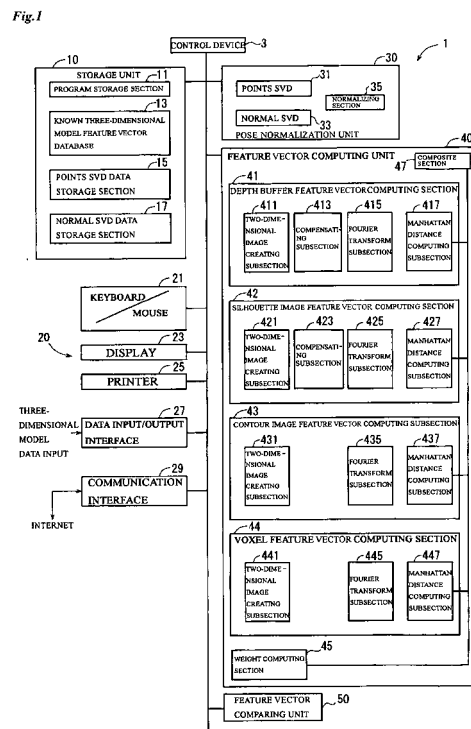 Fig.1
CONTROL DEVICE
3
1
10
STORAGE UNIT
11
PROGRAM STORAGE SECTION
13
KNOWN THREE-DIMENSIONAL
MODEL FEATURE VECTOR
DATABASE
15
POINTS SVD DATA
STORAGE SECTION
17
NORMAL SVD DATA
STORAGE SECTION
20
21
KEYBOARD
MOUSE
23
DISPLAY
25
PRINTER
THREE-
DIMENSIONAL
MODEL
DATA INPUT
27
DATA INPUT/OUTPUT
INTERFACE
29
COMMUNICATION
INTERFACE
INTERNET
30
31
POINTS SVD
35
NORMALIZING
SECTION
NORMAL SVD
33
POSE NORMALIZATION UNIT
40
FEATURE VECTOR COMPUTING UNIT
47
COMPOSITE
SECTION
41
DEPTH BUFFER FEATURE VECTOR COMPUTING SECTION
411
TWO-DIME-
NSIONAL
IMAGE
CREATING
SUBSECTION
413
COMPENSATI-
NG SUBSECTION
415
FOURIER
TRANSFORM
SUBSECTION
417
MANHATTAN
DISTANCE
COMPUTING
SUBSECTION
42
SILHOUETTE IMAGE FEATURE VECTOR COMPUTING SECTION
421
TWO-DIME-
NSIONAL
IMAGE
CREATING
SUBSECTION
423
COMPENSATI-
NG SUBSECTION
425
FOURIER
TRANSFORM
SUBSECTION
427
MANHATTAN
DISTANCE
COMPUTING
SUBSECTION
43
CONTOUR IMAGE FEATURE VECTOR COMPUTING SUBSECTION
431
TWO-DIME-
NSIONAL
IMAGE
CREATING
SUBSECTION
435
FOURIER
TRANSFORM
SUBSECTION
437
MANHATTAN
DISTANCE
COMPUTING
SUBSECTION
44
VOXEL FEATURE VECTOR COMPUTING SECTION
441
TWO-DIME-
NSIONAL
IMAGE
CREATING
SUBSECTION
445
FOURIER
TRANSFORM
SUBSECTION
447
MANHATTAN
DISTANCE
COMPUTING
SUBSECTION
45
WEIGHT COMPUTING
SECTION
FEATURE VECTOR
COMPARING UNIT
50